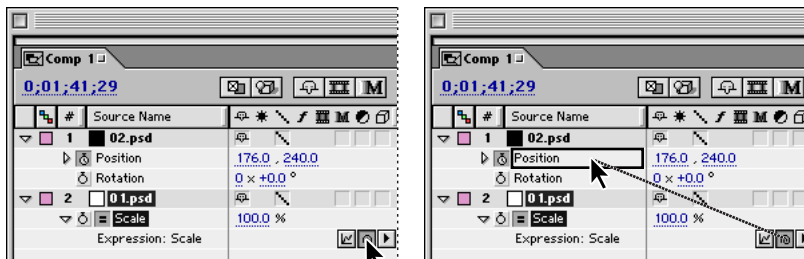 Comp 1
0;01;41;29
M
# Source Name M
1 02.psd
Position 176.0 , 240.0
Rotation 0 x +0.0 °
2 01.psd
= Scale 100.0 %
Expression: Scale
Comp 1
0;01;41;29
M
# Source Name M
1 02.psd
Position 176.0 , 240.0
Rotation 0 x +0.0 °
2 01.psd
= Scale 100.0 %
Expression: Scale